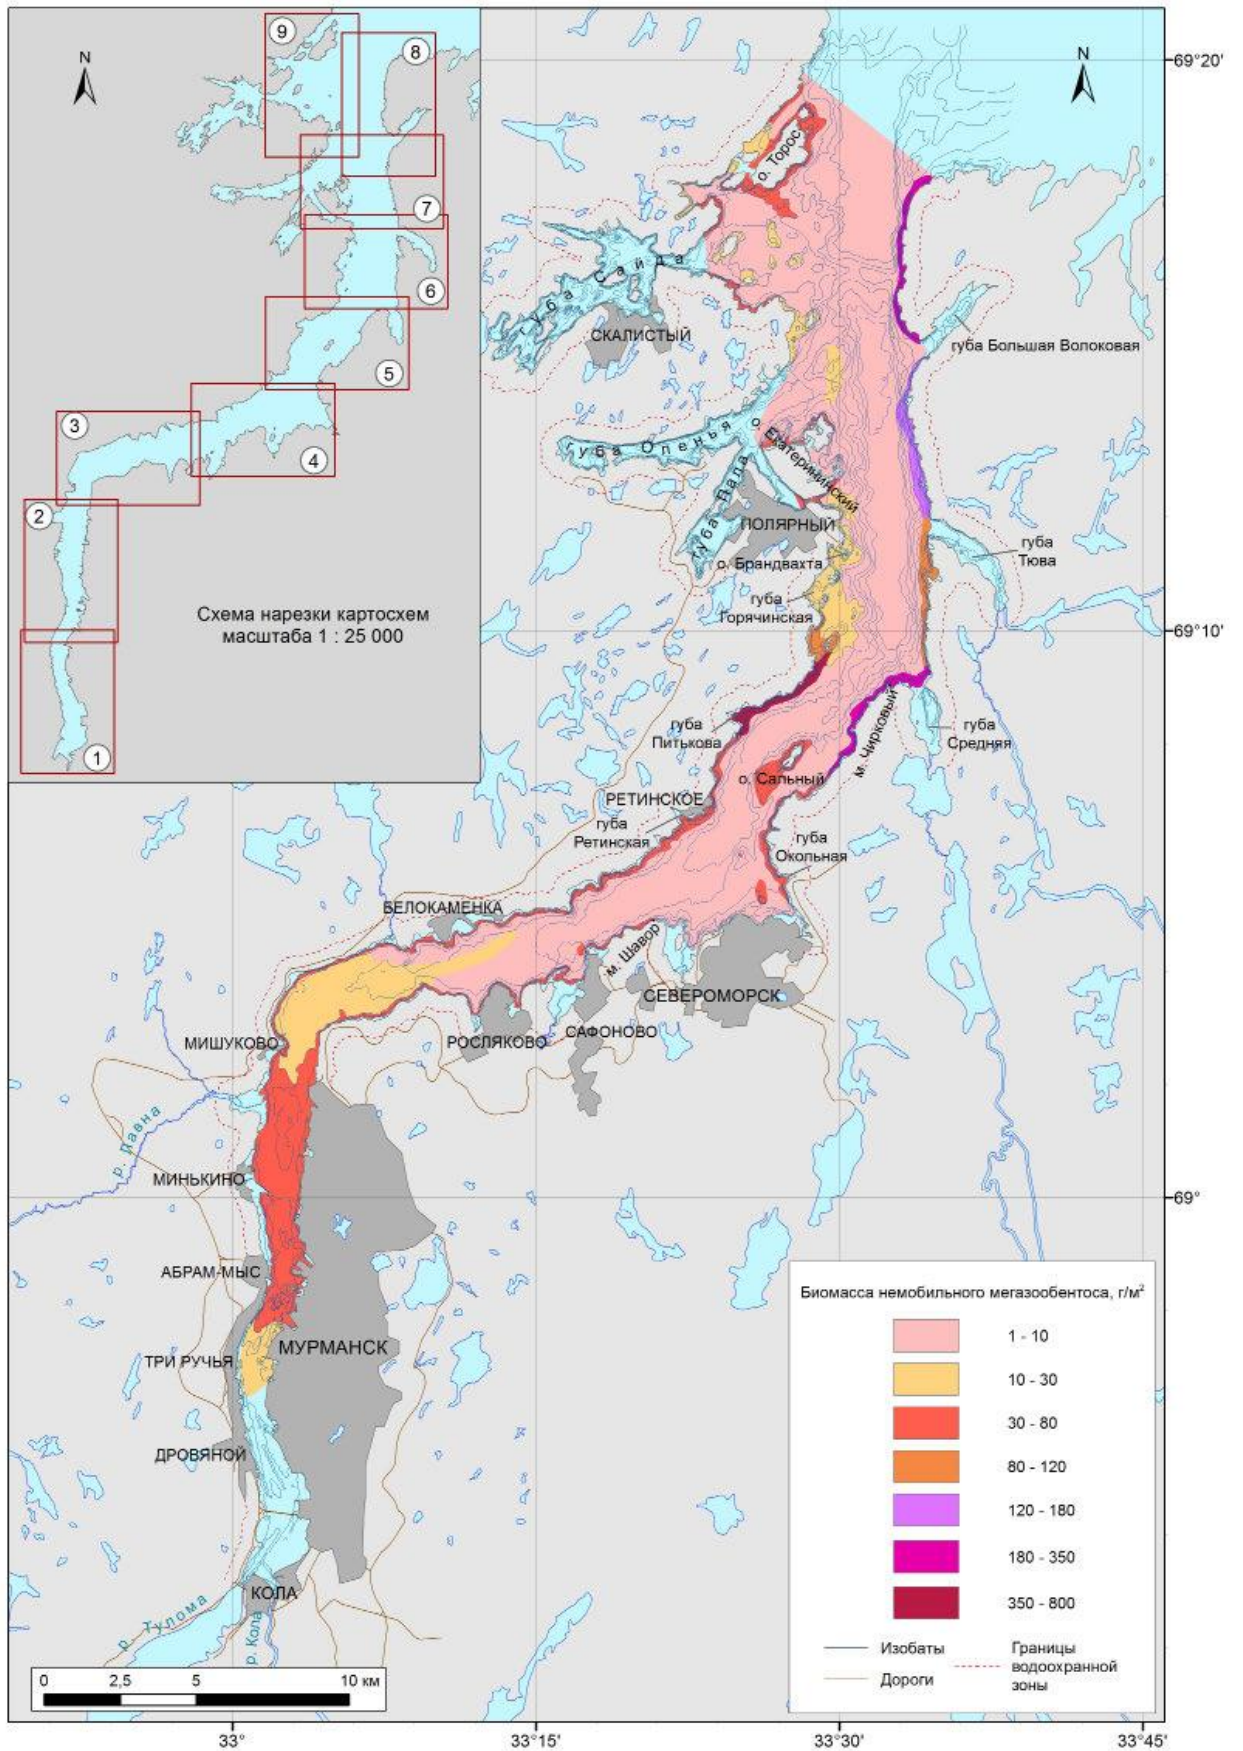 9
8
N
N
69°20'
о. Торос
7
губа Сайда
6
СКАЛИСТЫЙ
губа Большая Волоковая
5
3
о. Екатерининский
губа Оленья
4
губа Пала
2
ПОЛЯРНЫЙ
губа
Тюва
о. Брандвахта
губа
Горячинская
Схема нарезки картосхем
масштаба 1 : 25 000
69°10'
м. Чирковый
губа
Питькова
губа
Средняя
1
о. Сальный
РЕТИНСКОЕ
губа
Ретинская
губа
Окольная
БЕЛОКАМЕНКА
м. Шавор
СЕВЕРОМОРСК
САФОНОВО
РОСЛЯКОВО
МИШУКОВО
р. Лавна
МИНЬКИНО
69°
АБРАМ-МЫС
МУРМАНСК
ТРИ РУЧЬЯ
ДРОВЯНОЙ
КОЛА
р. Тулома
р. Кола
Биомасса немобильного мегазообентоса, г/м²
1 - 10
10 - 30
30 - 80
80 - 120
120 - 180
180 - 350
350 - 800
Изобаты
Дороги
Границы
водоохранной
зоны
0 2,5 5 10 км
33° 33°15' 33°30' 33°45'